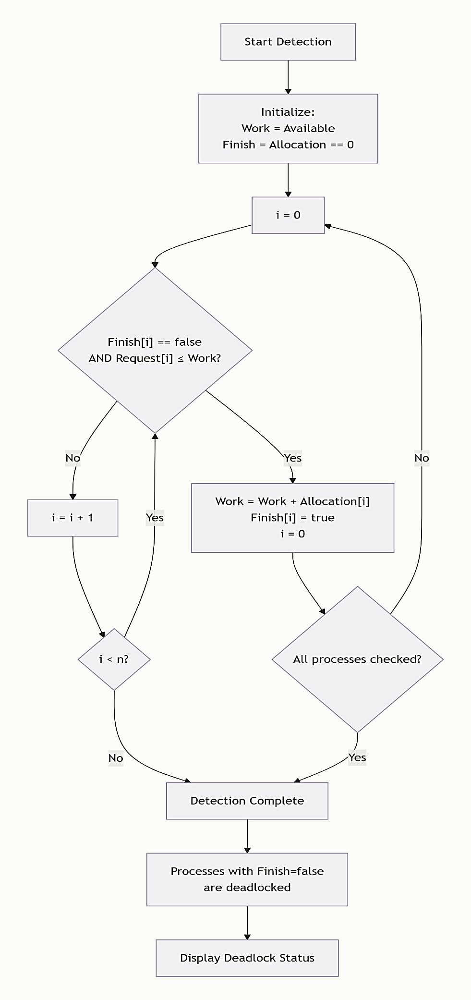 Start Detection
Initialize:
Work = Available
Finish = Allocation == 0
i = 0
Finish[i] == false
AND Request[i] ≤ Work?
No
Yes
No
Work = Work + Allocation[i]
Finish[i] = true
i = 0
i = i + 1
Yes
i < n?
All processes checked?
No
Yes
Detection Complete
Processes with Finish=false
are deadlocked
Display Deadlock Status